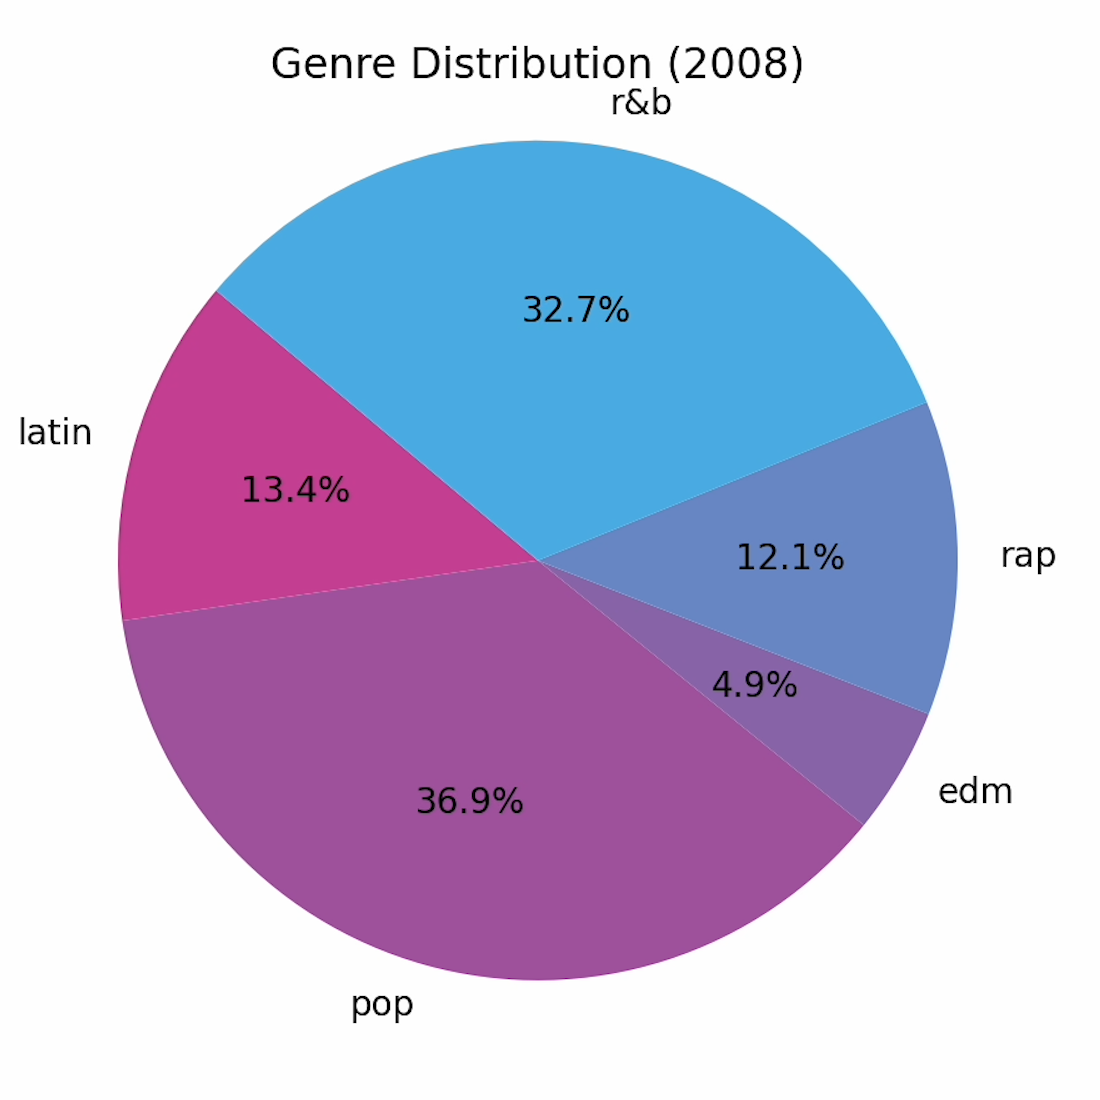 Genre Distribution (2008)
r&b
32.7%
latin
13.4%
12.1%
rap
4.9%
edm
36.9%
pop